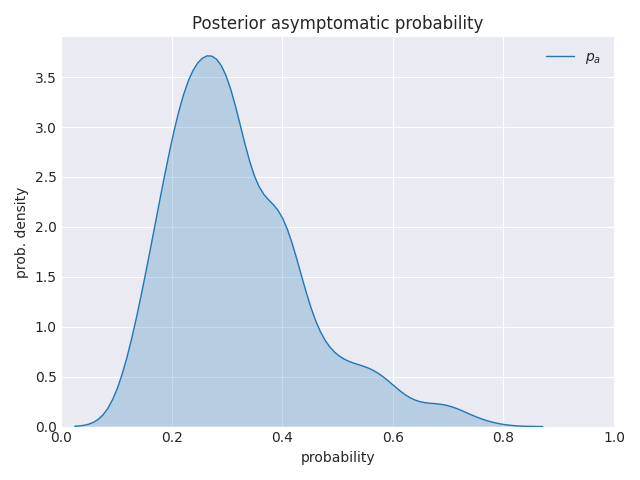 Posterior asymptomatic probability
pₐ
prob. density
3.5
3.0
2.5
2.0
1.5
1.0
0.5
0.0
0.0 0.2 0.4 0.6 0.8 1.0
probability